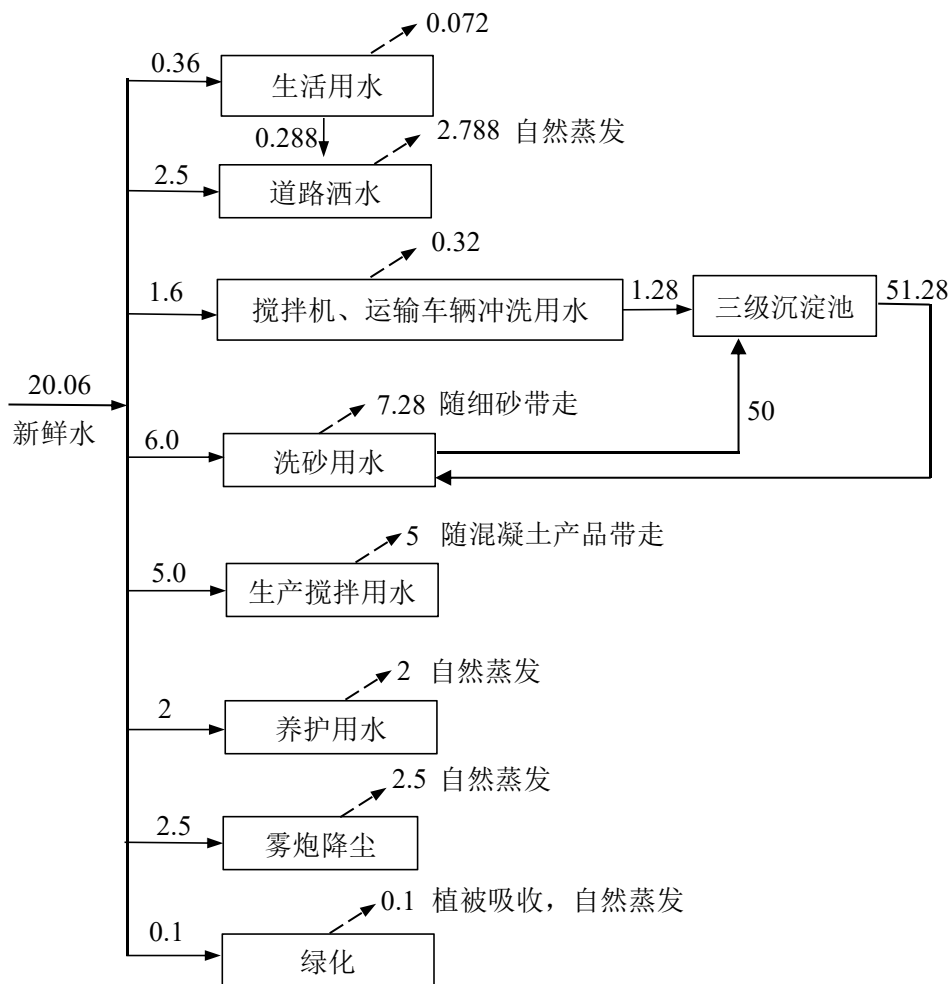 0.072
0.36
生活用水
0.288
2.788 自然蒸发
2.5
道路洒水
0.32
1.6
搅拌机、运输车辆冲洗用水
1.28
三级沉淀池
51.28
20.06
新鲜水
7.28 随细砂带走
50
6.0
洗砂用水
5 随混凝土产品带走
5.0
生产搅拌用水
2 自然蒸发
2
养护用水
2.5 自然蒸发
2.5
雾炮降尘
0.1 植被吸收，自然蒸发
0.1
绿化